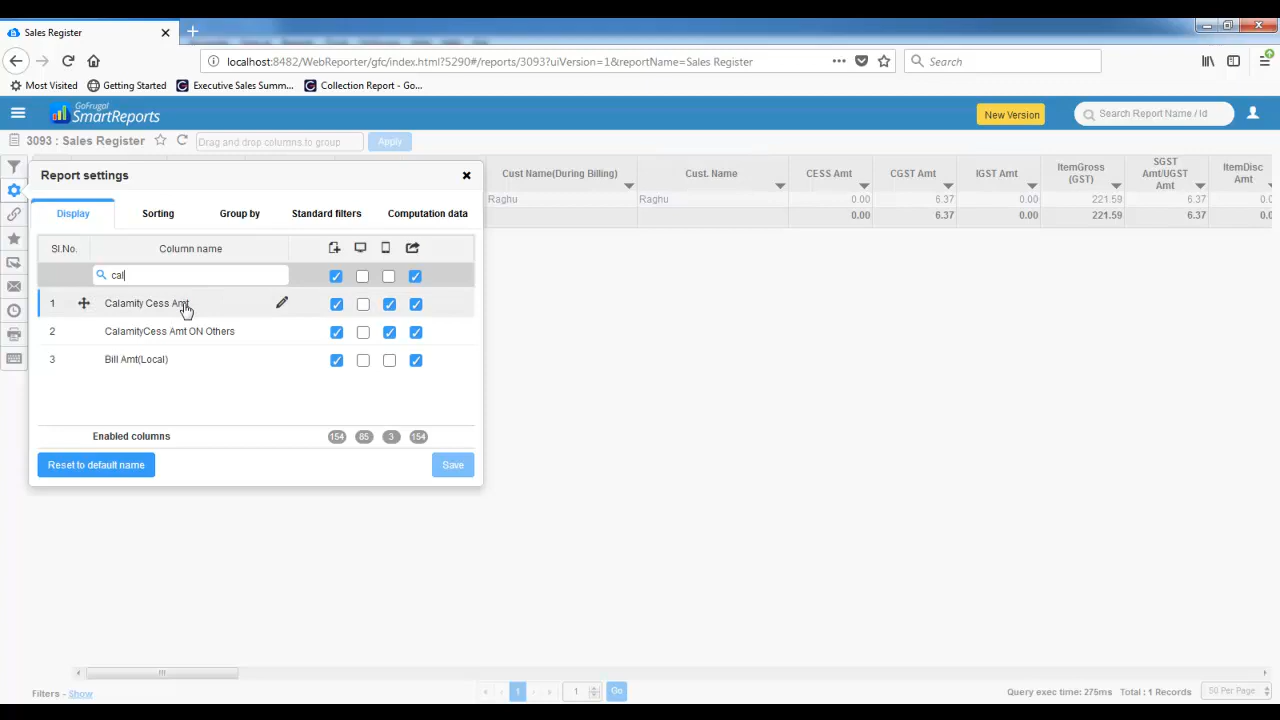 Sales Register
localhost:8482/WebReporter/gfc/index.html?5290#/reports/3093?uiVersion=1&reportName=Sales Register
Search
Most Visited
Getting Started
Executive Sales Summ...
Collection Report - Go...
GoFrugal
SmartReports
New Version
Search Report Name / Id
3093 : Sales Register
Drag and drop columns to group
Apply
Report settings
Display
Sorting
Group by
Standard filters
Computation data
Sl.No.
Column name
cal
1 Calamity Cess Amt
2 CalamityCess Amt ON Others
3 Bill Amt(Local)
Enabled columns 154 85 3 154
Reset to default name
Save
Cust Name(During Billing)
Cust. Name
CESS Amt
CGST Amt
IGST Amt
ItemGross
(GST)
SGST
Amt/UGST
Amt
ItemDisc
Amt
Raghu Raghu 0.00 6.37 0.00 221.59 6.37 0.0
0.00 6.37 0.00 221.59 6.37 0.0
Filters - Show
1
1
Go
Query exec time: 275ms Total : 1 Records
50 Per Page